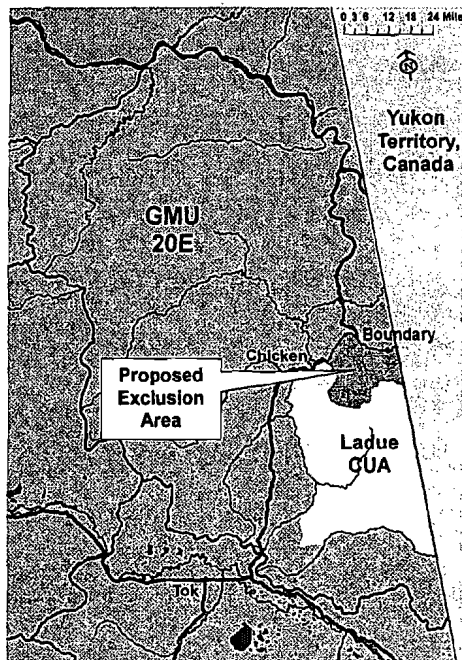 0 3 6 12 18 24 Miles
N
Yukon
Territory,
Canada
GMU
20E
Boundary
Chicken
Proposed
Exclusion
Area
Ladue
CUA
Tok